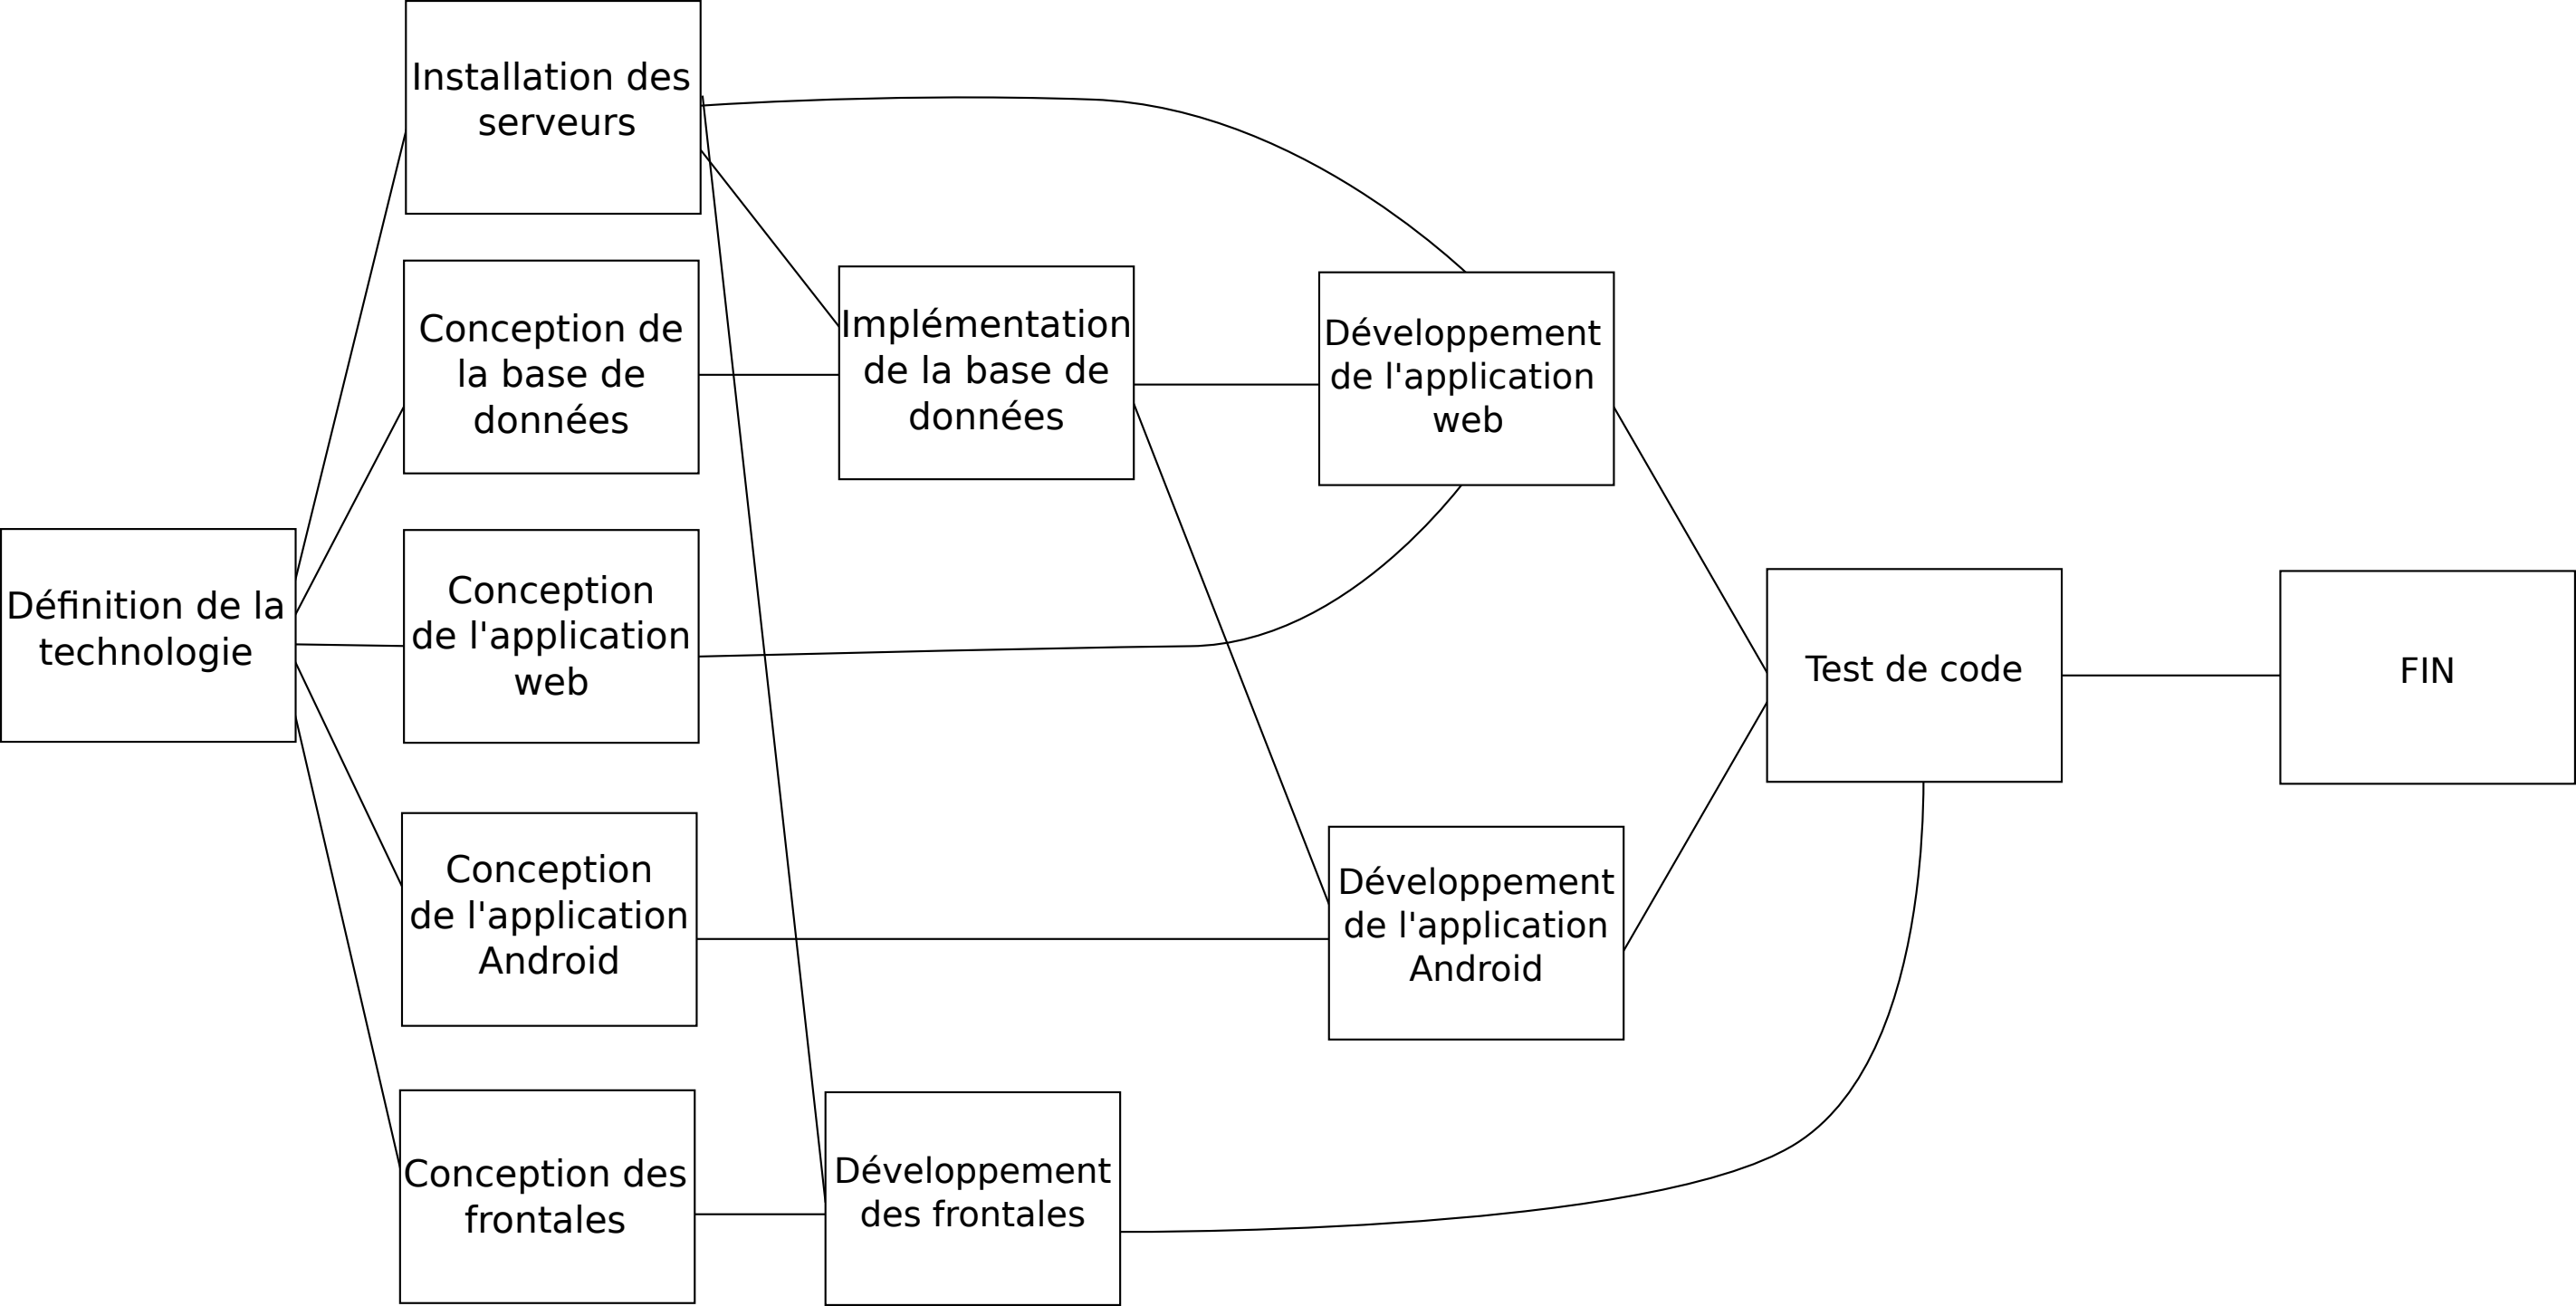 Installation des
serveurs
Conception de
la base de
données
Implémentation
de la base de
données
Développement
de l'application
web
Définition de la
technologie
Conception
de l'application
web
Test de code
FIN
Conception
de l'application
Android
Développement
de l'application
Android
Conception des
frontales
Développement
des frontales